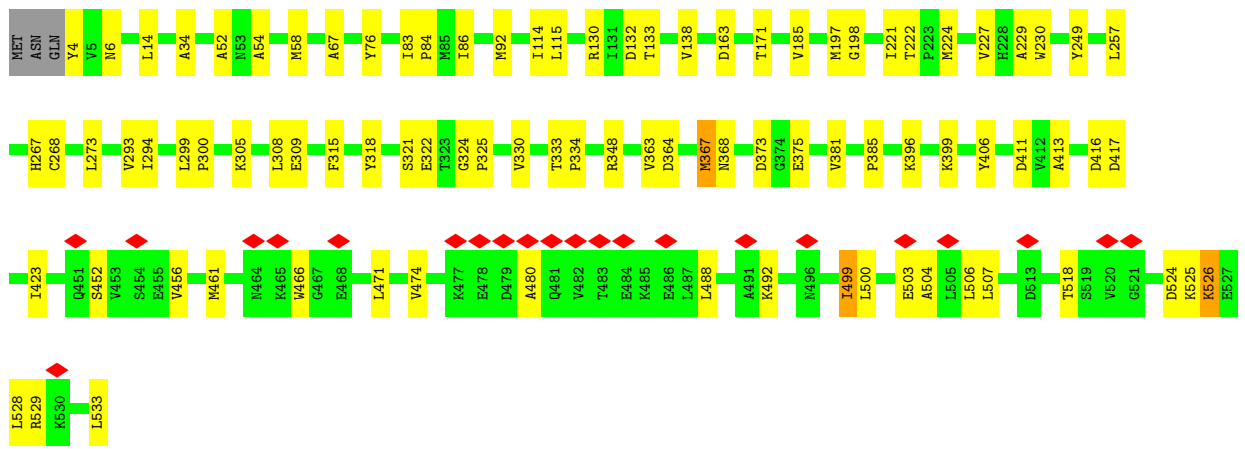 MET ASN GLN Y4 V5 N6 L14 A34 A52 N53 A54 M58 A67 Y76 I83 P84 M85 I86 M92 I114 L115 R130 I131 D132 T133 V138 D163 T171 V185 M197 G198 I221 T222 P223 M224 V227 H228 A229 W230 Y249 L257
H267 C268 L273 V293 I294 L299 P300 K305 L308 E309 F315 Y318 S321 E322 T323 G324 P325 V330 T333 P334 R348 V363 D364 M367 N368 D373 G374 E375 V381 P385 K396 K399 Y406 D411 V412 A413 D416 D417
I423 Q451 S452 V453 S454 E455 V456 M461 N464 K465 W466 G467 E468 L471 V474 K477 E478 D479 A480 Q481 V482 T483 E484 K485 E486 L487 L488 A491 K492 N496 I499 L500 E503 A504 L505 L506 L507 D513 T518 S519 V520 G521 D524 K525 K526 E527
L528 R529 K530 L533